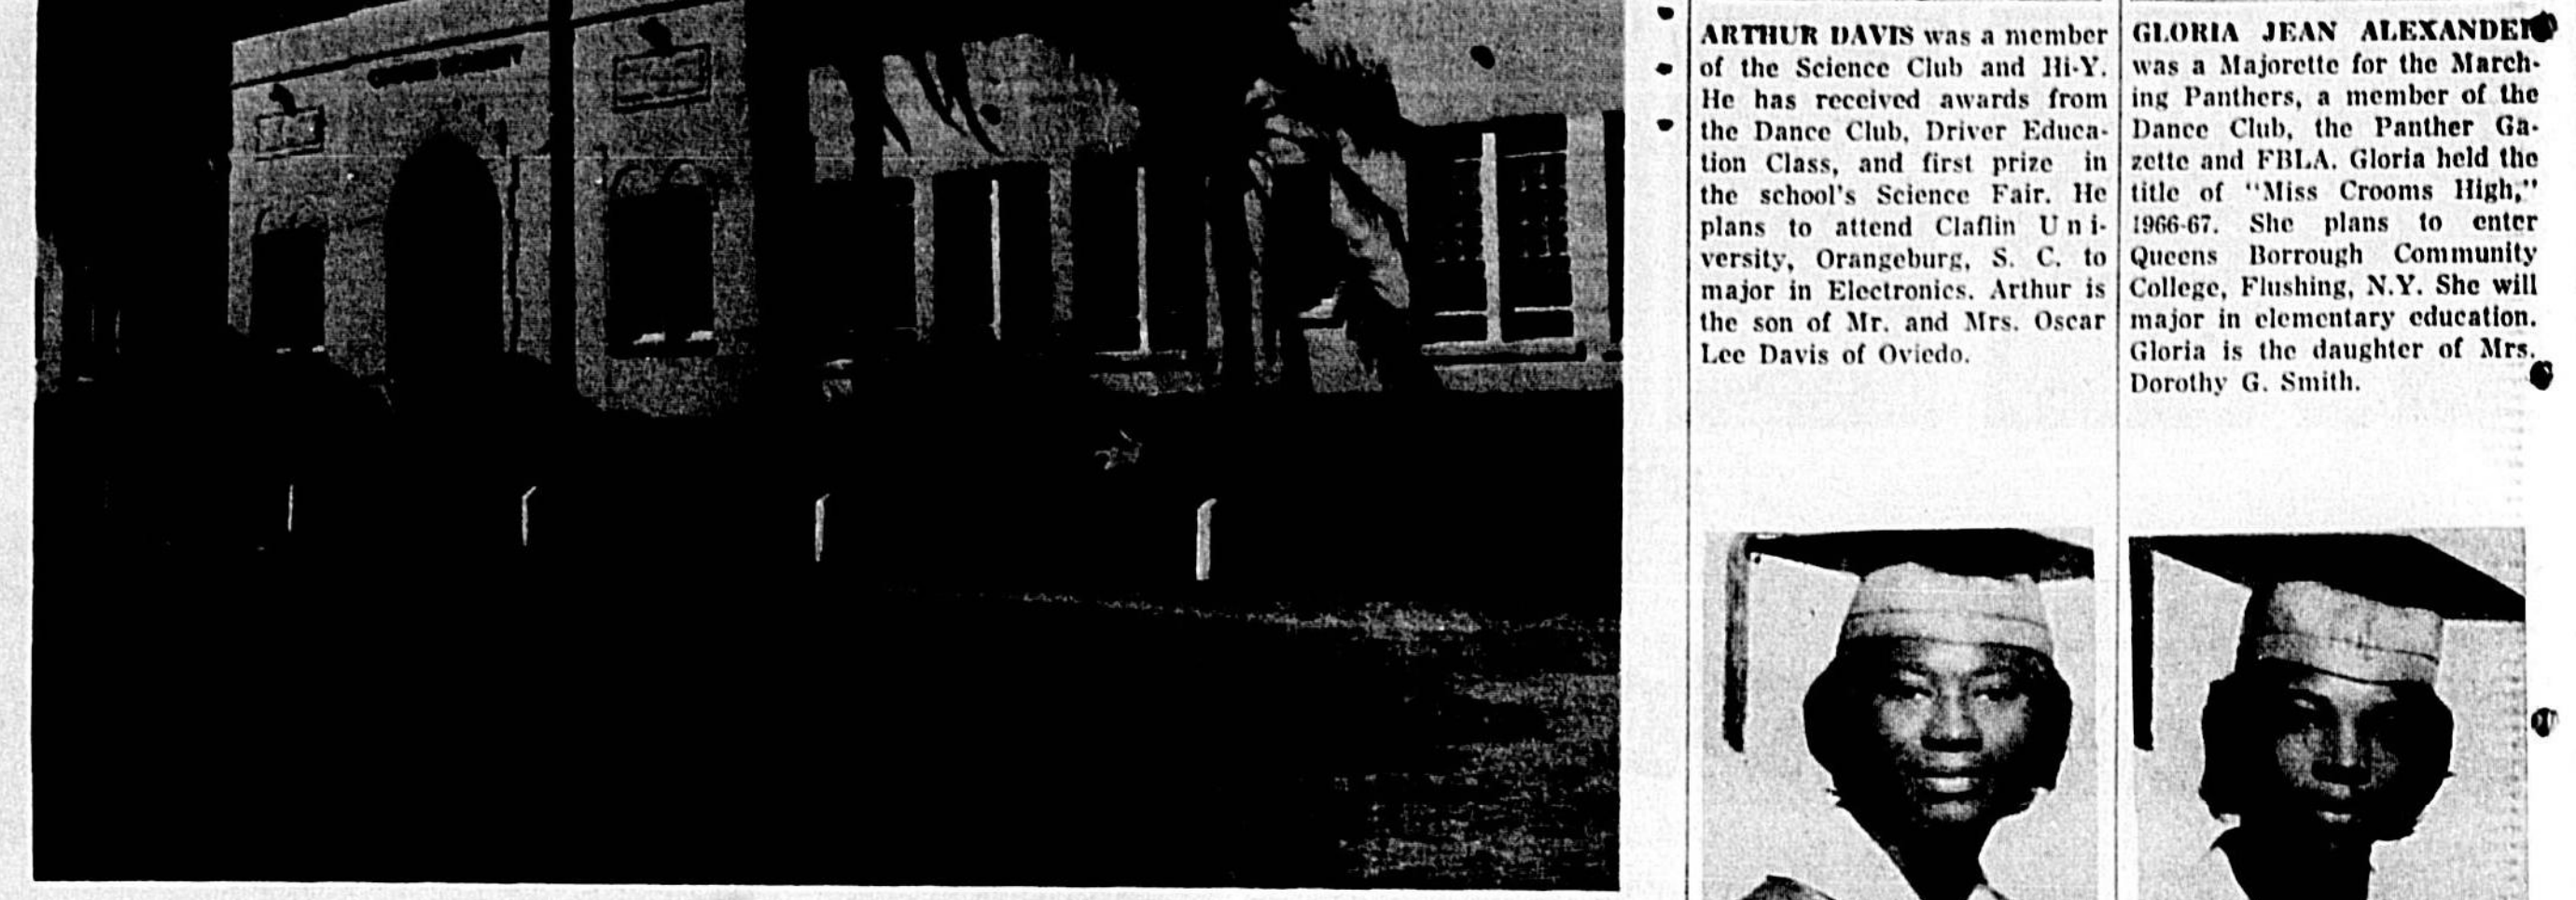 ARTHUR DAVIS was a member
of the Science Club and Hi-Y.
He has received awards from
the Dance Club, Driver Educa-
tion Class, and first prize in
the school's Science Fair. He
plans to attend Claflin Uni-
versity, Orangeburg, S. C. to
major in Electronics. Arthur is
the son of Mr. and Mrs. Oscar
Lee Davis of Oviedo.
GLORIA JEAN ALEXANDER
was a Majorette for the March-
ing Panthers, a member of the
Dance Club, the Panther Ga-
zette and FBLA. Gloria held the
title of "Miss Crooms High,"
1966-67. She plans to enter
Queens Borrough Community
College, Flushing, N.Y. She will
major in elementary education.
Gloria is the daughter of Mrs.
Dorothy G. Smith.